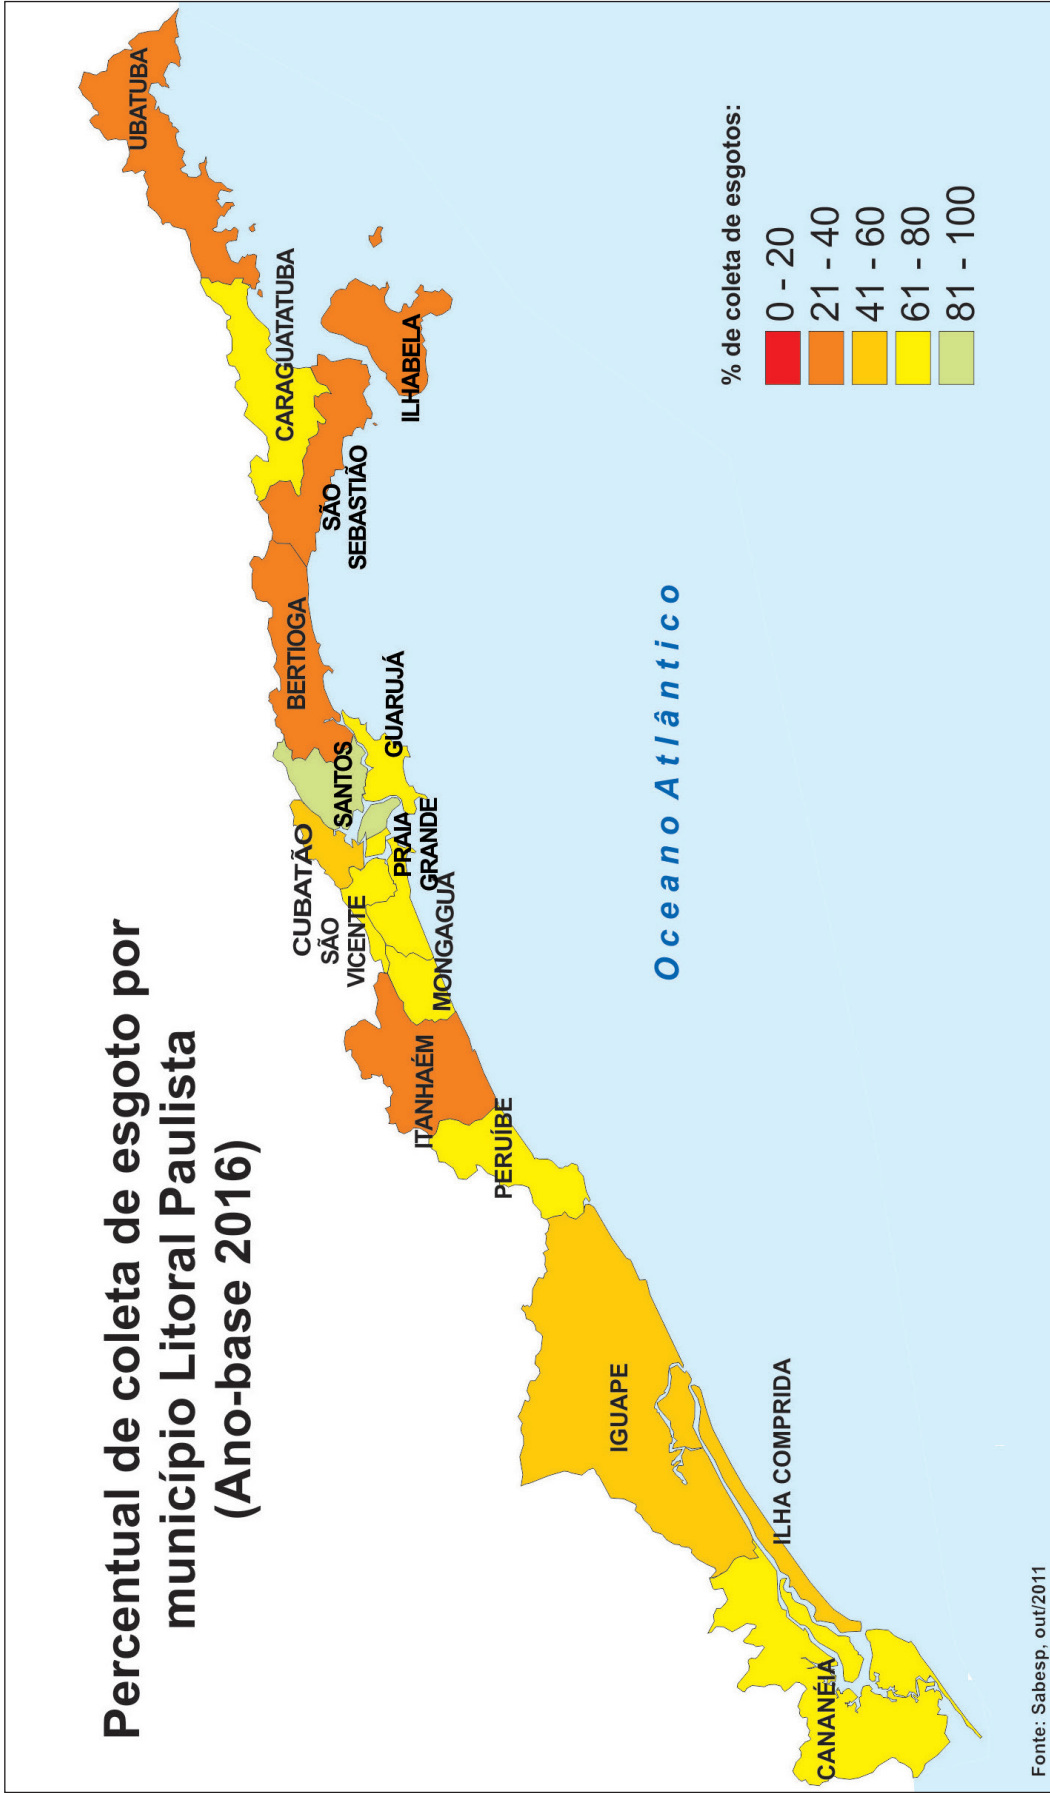 Percentual de coleta de esgoto por
município Litoral Paulista
(Ano-base 2016)
UBATUBA
CARAGUATATUBA
ILHABELA
SÃO
SEBASTIÃO
BERTIOGA
GUARUJÁ
SANTOS
CUBATÃO
PRAIA
GRANDE
SÃO
VICENTE
MONGAGUÁ
ITANHAÉM
PERUÍBE
IGUAPE
ILHA COMPRIDA
CANANÉIA
Oceano Atlântico
% de coleta de esgotos:
0 - 20
21 - 40
41 - 60
61 - 80
81 - 100
Fonte: Sabesp, out/2011